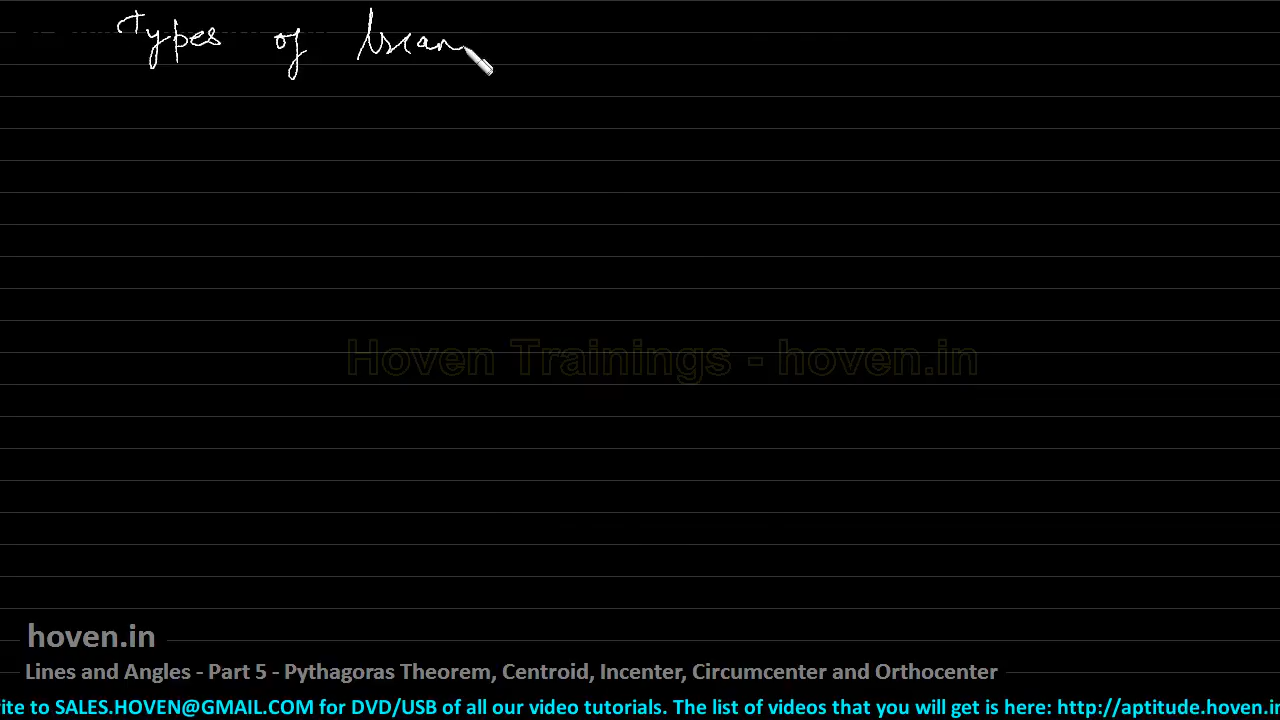 Types of
Hoven Trainings - hoven.in
hoven.in
Lines and Angles - Part 5 - Pythagoras Theorem, Centroid, Incenter, Circumcenter and Orthocenter
ite to SALES.HOVEN@GMAIL.COM for DVD/USB of all our video tutorials. The list of videos that you will get is here: http://aptitude.hoven.in